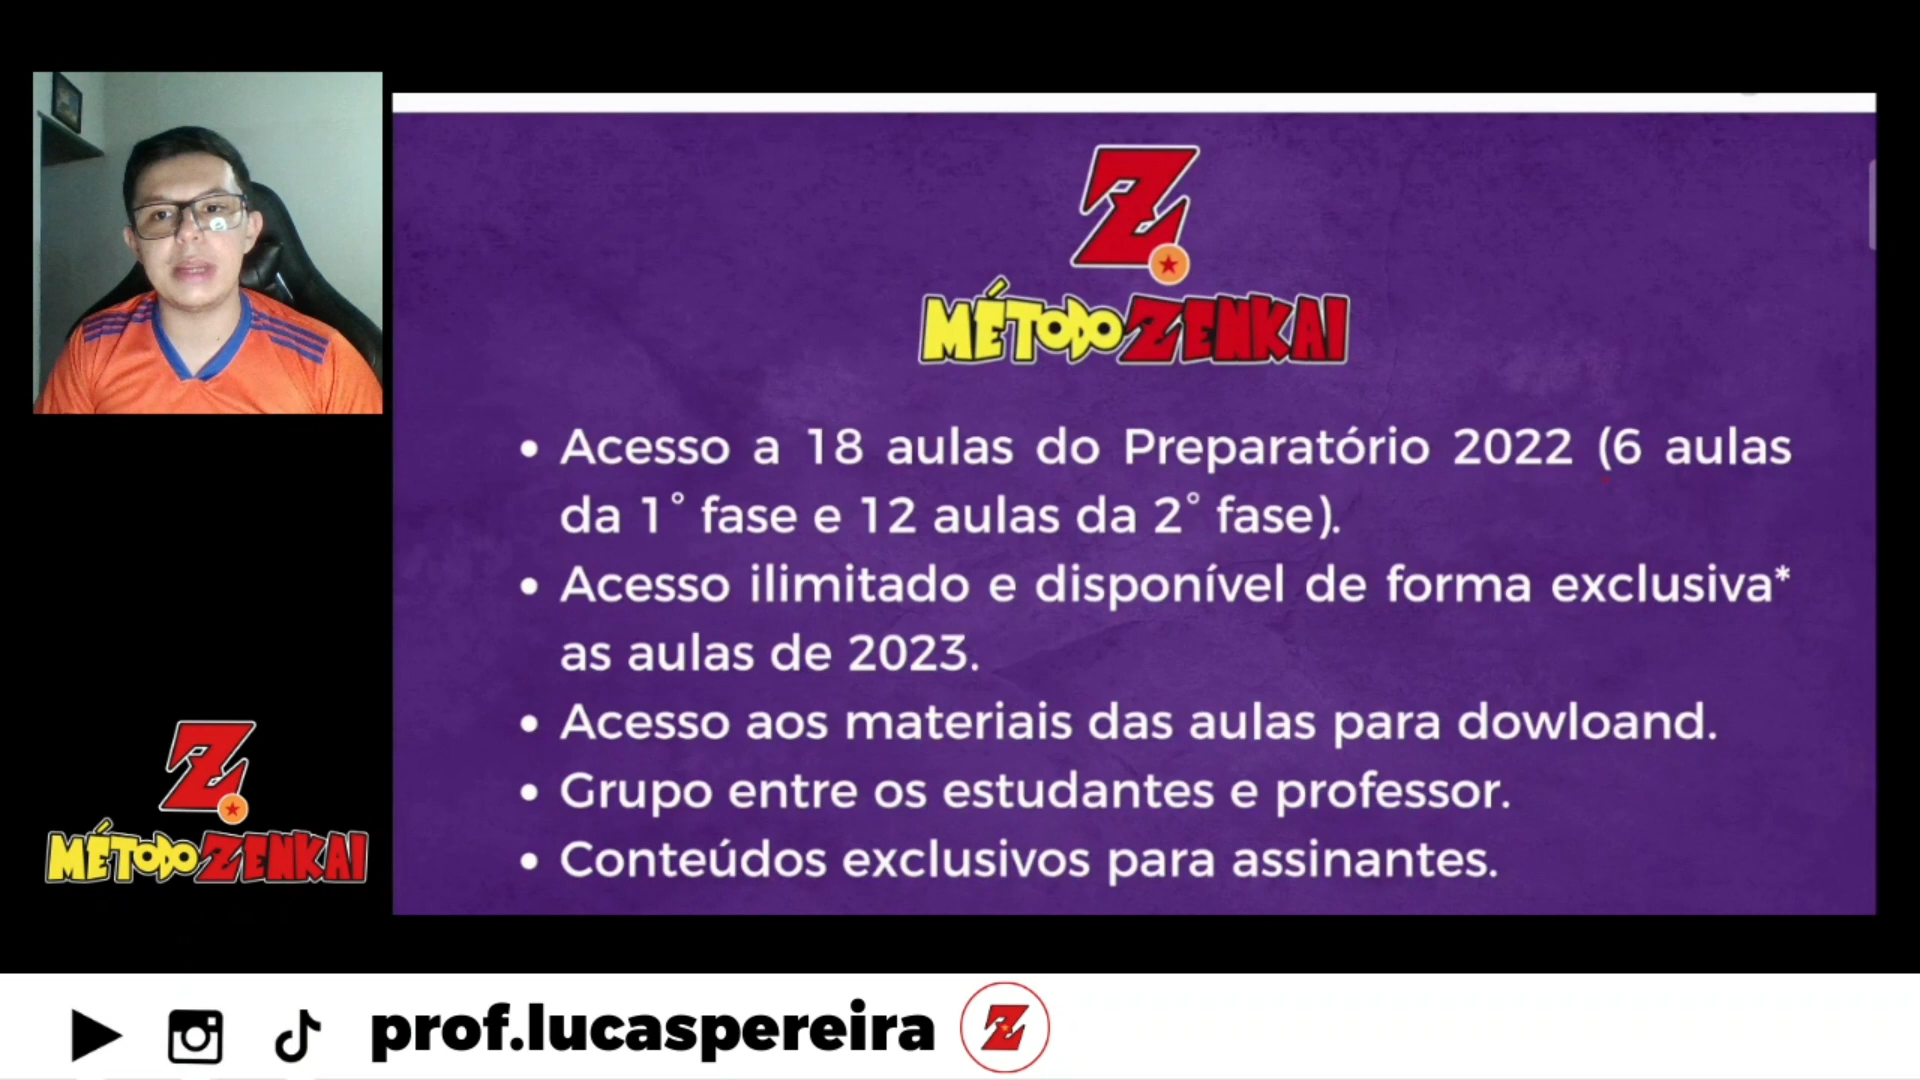 Z
MÉTODO ZENKAI
• Acesso a 18 aulas do Preparatório 2022 (6 aulas
da 1° fase e 12 aulas da 2° fase).
• Acesso ilimitado e disponível de forma exclusiva*
as aulas de 2023.
• Acesso aos materiais das aulas para dowloand.
• Grupo entre os estudantes e professor.
• Conteúdos exclusivos para assinantes.
Z
MÉTODO ZENKAI
prof.lucaspereira
Z